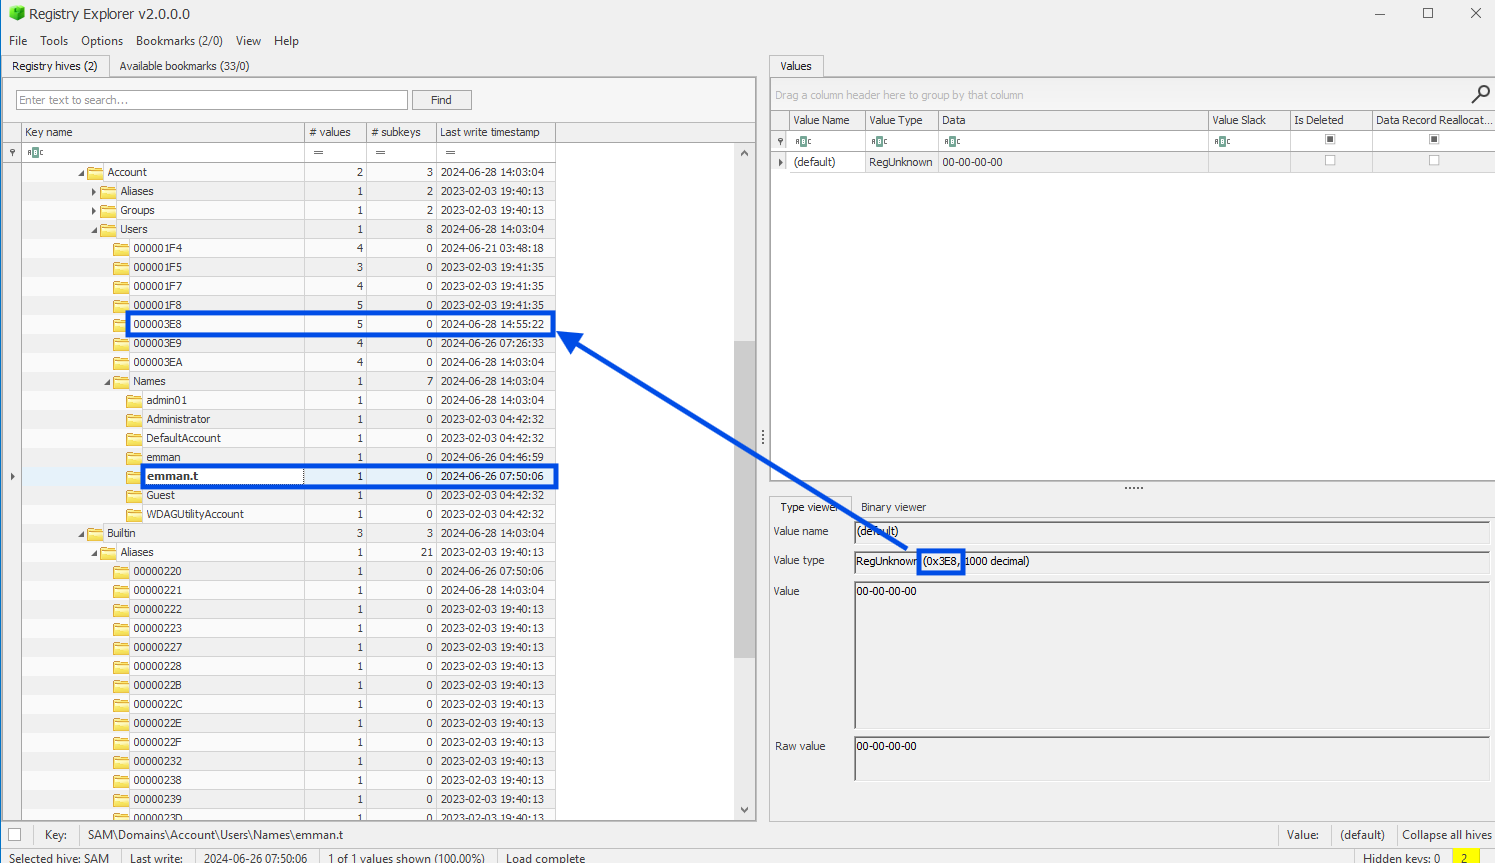 Registry Explorer v2.0.0.0
File Tools Options Bookmarks (2/0) View Help
Registry hives (2) Available bookmarks (33/0)
Enter text to search... Find
Key name # values # subkeys Last write timestamp
ABC = = =
Account 2 3 2024-06-28 14:03:04
Aliases 1 2 2023-02-03 19:40:13
Groups 1 2 2023-02-03 19:40:13
Users 1 8 2024-06-28 14:03:04
000001F4 4 0 2024-06-21 03:48:18
000001F5 3 0 2023-02-03 19:41:35
000001F7 4 0 2023-02-03 19:41:35
000001F8 5 0 2023-02-03 19:41:35
000003E8 5 0 2024-06-28 14:55:22
000003E9 4 0 2024-06-26 07:26:33
000003EA 4 0 2024-06-28 14:03:04
Names 1 7 2024-06-28 14:03:04
admin01 1 0 2024-06-28 14:03:04
Administrator 1 0 2023-02-03 04:42:32
DefaultAccount 1 0 2023-02-03 04:42:32
emman 1 0 2024-06-26 04:46:59
emman.t 1 0 2024-06-26 07:50:06
Guest 1 0 2023-02-03 04:42:32
WDAGUtilityAccount 1 0 2023-02-03 04:42:32
Builtin 3 3 2024-06-28 14:03:04
Aliases 1 21 2023-02-03 19:40:13
00000220 1 0 2024-06-26 07:50:06
00000221 1 0 2024-06-28 14:03:04
00000222 1 0 2023-02-03 19:40:13
00000223 1 0 2023-02-03 19:40:13
00000227 1 0 2023-02-03 19:40:13
00000228 1 0 2023-02-03 19:40:13
0000022B 1 0 2023-02-03 19:40:13
0000022C 1 0 2023-02-03 19:40:13
0000022E 1 0 2023-02-03 19:40:13
0000022F 1 0 2023-02-03 19:40:13
00000232 1 0 2023-02-03 19:40:13
00000238 1 0 2023-02-03 19:40:13
00000239 1 0 2023-02-03 19:40:13
0000023D 1 0 2023-02-03 19:40:13
Values
Drag a column header here to group by that column
Value Name Value Type Data Value Slack Is Deleted Data Record Reallocat...
ABC ABC ABC ABC
(default) RegUnknown 00-00-00-00
Type viewer Binary viewer
Value name (default)
Value type RegUnknown (0x3E8, 1000 decimal)
Value 00-00-00-00
Raw value 00-00-00-00
Key: SAM\Domains\Account\Users\Names\emman.t Value: (default) Collapse all hives
Selected hive: SAM Last write: 2024-06-26 07:50:06 1 of 1 values shown (100.00%) Load complete Hidden keys: 0 2